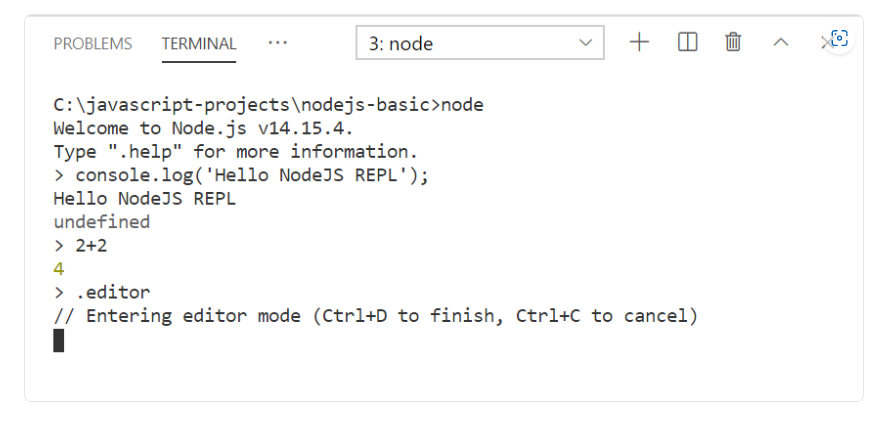 PROBLEMS TERMINAL ... 3: node
C:\javascript-projects\nodejs-basic>node
Welcome to Node.js v14.15.4.
Type ".help" for more information.
> console.log('Hello NodeJS REPL');
Hello NodeJS REPL
undefined
> 2+2
4
> .editor
// Entering editor mode (Ctrl+D to finish, Ctrl+C to cancel)